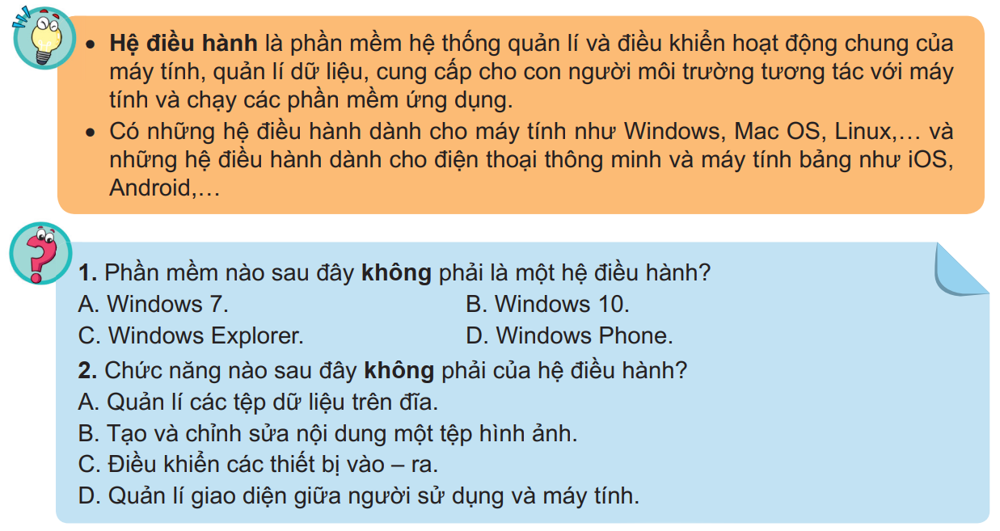 • Hệ điều hành là phần mềm hệ thống quản lí và điều khiển hoạt động chung của
máy tính, quản lí dữ liệu, cung cấp cho con người môi trường tương tác với máy
tính và chạy các phần mềm ứng dụng.
• Có những hệ điều hành dành cho máy tính như Windows, Mac OS, Linux,... và
những hệ điều hành dành cho điện thoại thông minh và máy tính bảng như iOS,
Android,...
1. Phần mềm nào sau đây không phải là một hệ điều hành?
A. Windows 7. B. Windows 10.
C. Windows Explorer. D. Windows Phone.
2. Chức năng nào sau đây không phải của hệ điều hành?
A. Quản lí các tệp dữ liệu trên đĩa.
B. Tạo và chỉnh sửa nội dung một tệp hình ảnh.
C. Điều khiển các thiết bị vào – ra.
D. Quản lí giao diện giữa người sử dụng và máy tính.